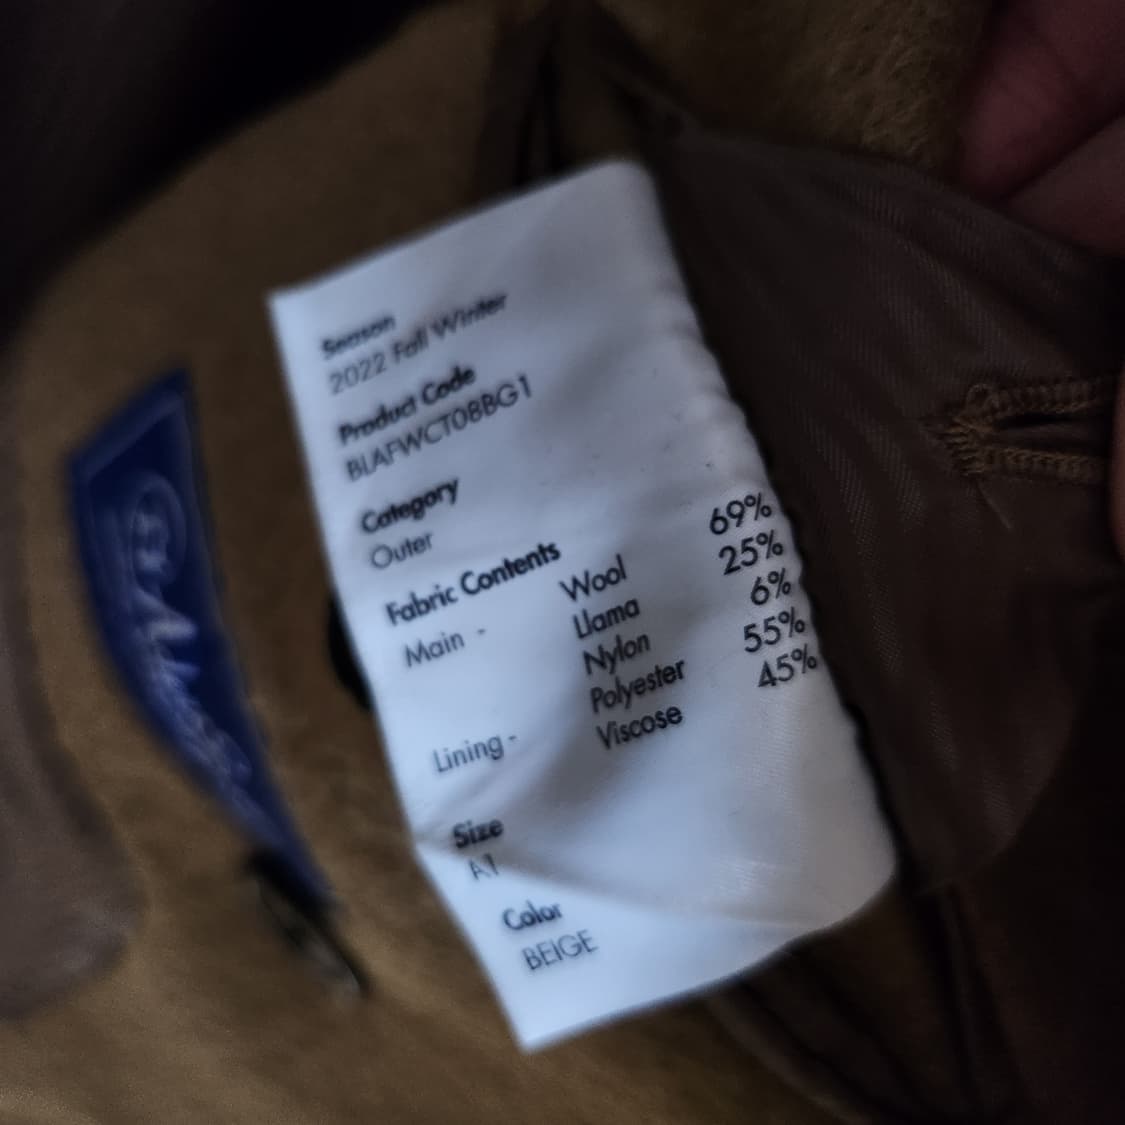 Season
2022 Fall Winter
Product Code
BLAFWCT08BG1
Category
Outer
Fabric Contents
Main - Wool 69%
Llama 25%
Nylon 6%
Lining - Polyester 55%
Viscose 45%
Size
A1
Color
BEIGE